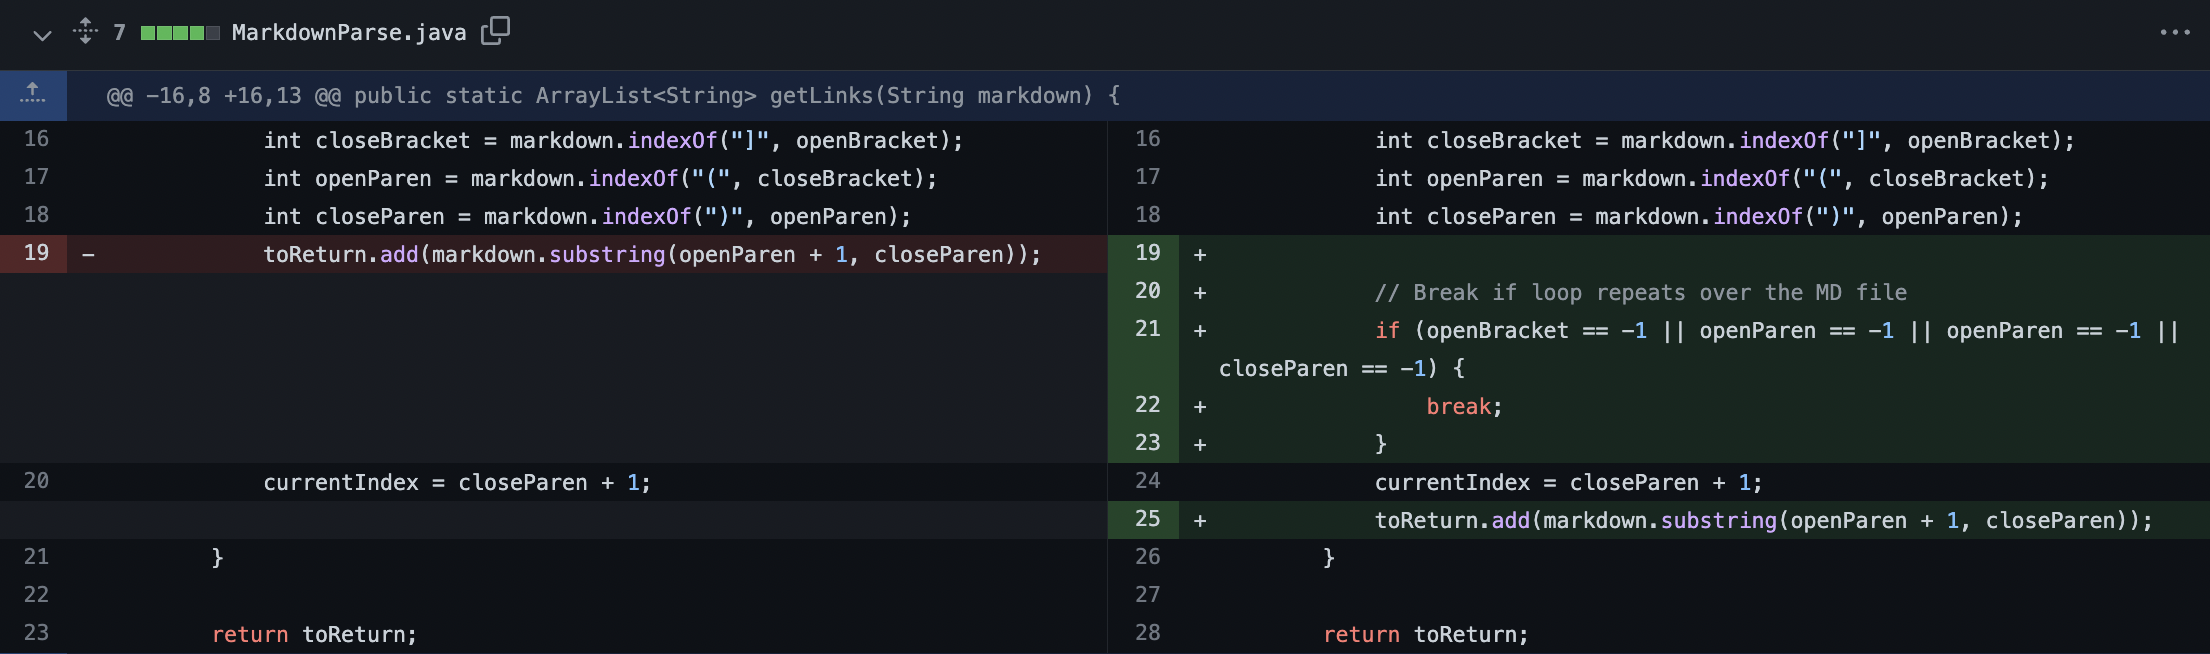 7 MarkdownParse.java
@@ -16,8 +16,13 @@ public static ArrayList<String> getLinks(String markdown) {
16 int closeBracket = markdown.indexOf("]", openBracket);
17 int openParen = markdown.indexOf("(", closeBracket);
18 int closeParen = markdown.indexOf(")", openParen);
19 - toReturn.add(markdown.substring(openParen + 1, closeParen));
20 currentIndex = closeParen + 1;
21 }
22
23 return toReturn;
16 int closeBracket = markdown.indexOf("]", openBracket);
17 int openParen = markdown.indexOf("(", closeBracket);
18 int closeParen = markdown.indexOf(")", openParen);
19 +
20 + // Break if loop repeats over the MD file
21 + if (openBracket == -1 || openParen == -1 || openParen == -1 ||
closeParen == -1) {
22 + break;
23 + }
24 currentIndex = closeParen + 1;
25 + toReturn.add(markdown.substring(openParen + 1, closeParen));
26 }
27
28 return toReturn;